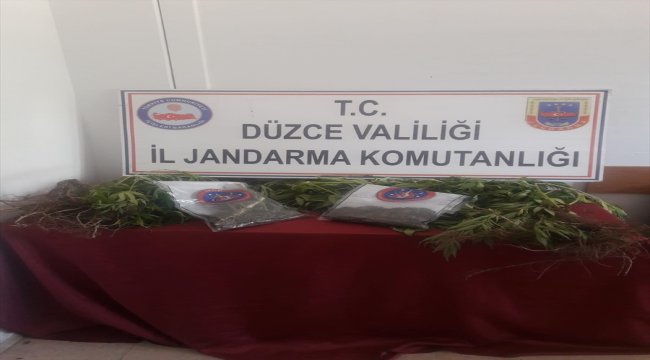 T.C.
DÜZCE VALİLİĞİ
İL JANDARMA KOMUTANLIĞI